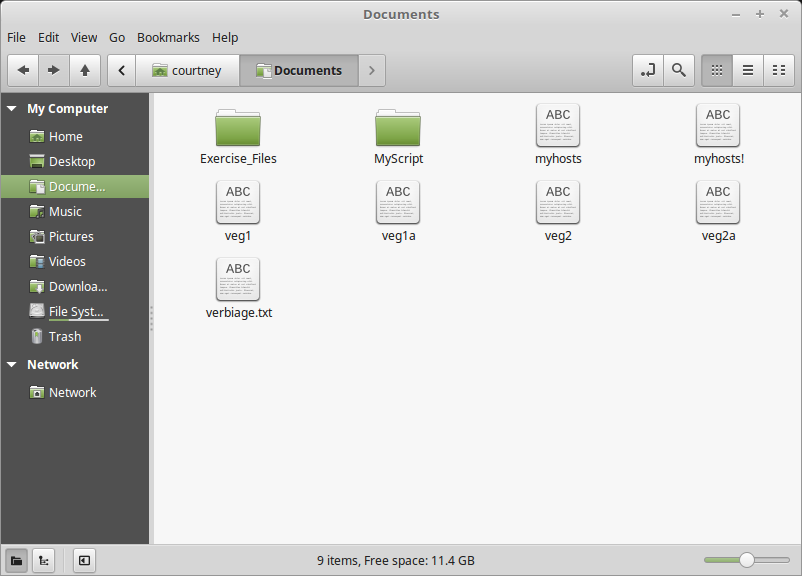 Documents
File Edit View Go Bookmarks Help
courtney Documents
My Computer
Home
Desktop
Docume...
Music
Pictures
Videos
Downloa...
File Syst...
Trash
Network
Network
Exercise_Files MyScript myhosts myhosts!
veg1 veg1a veg2 veg2a
verbiage.txt
ABC ABC
ABC ABC ABC ABC
ABC
9 items, Free space: 11.4 GB